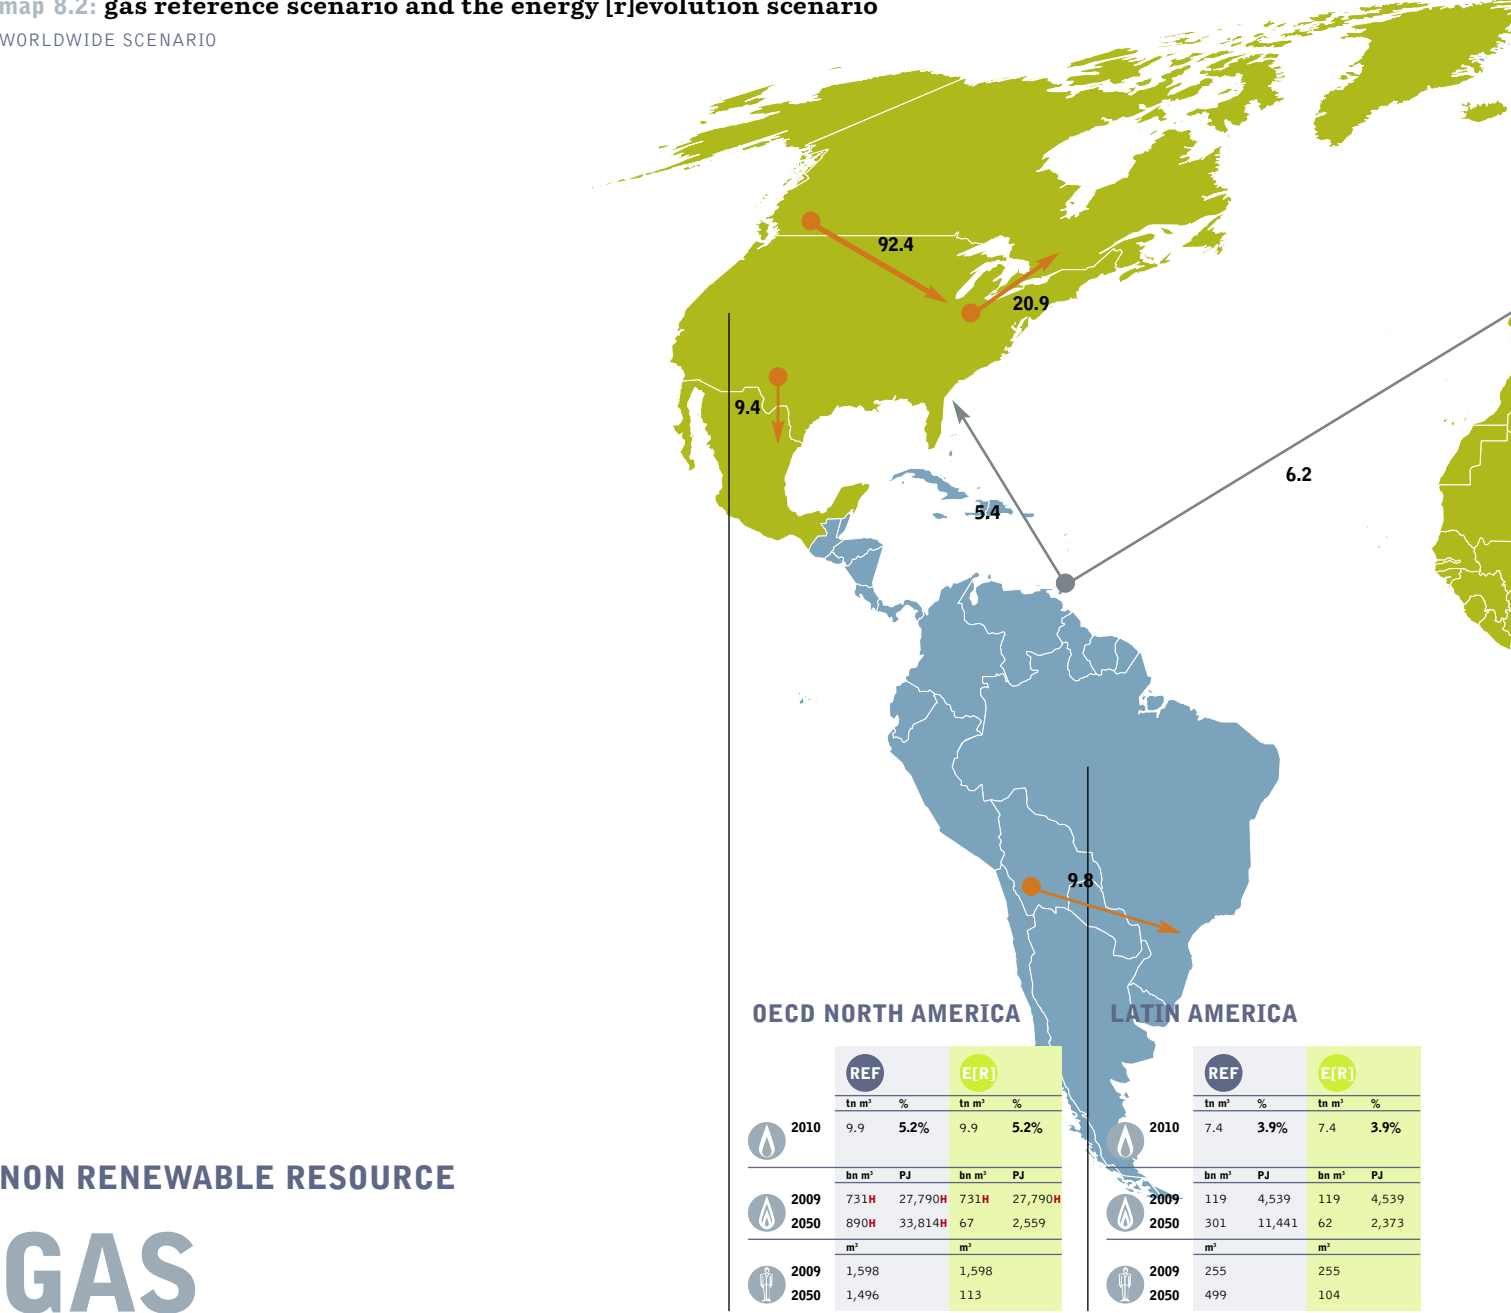 map 8.2: gas reference scenario and the energy [r]evolution scenario
WORLDWIDE SCENARIO
92.4
20.9
9.4
6.2
5.4
9.8
NON RENEWABLE RESOURCE
GAS
OECD NORTH AMERICA
REF E[R]
tn m³ % tn m³ %
2010 9.9 5.2% 9.9 5.2%
bn m³ PJ bn m³ PJ
2009 731H 27,790H 731H 27,790H
2050 890H 33,814H 67 2,559
m³ m³
2009 1,598 1,598
2050 1,496 113
LATIN AMERICA
REF E[R]
tn m³ % tn m³ %
2010 7.4 3.9% 7.4 3.9%
bn m³ PJ bn m³ PJ
2009 119 4,539 119 4,539
2050 301 11,441 62 2,373
m³ m³
2009 255 255
2050 499 104